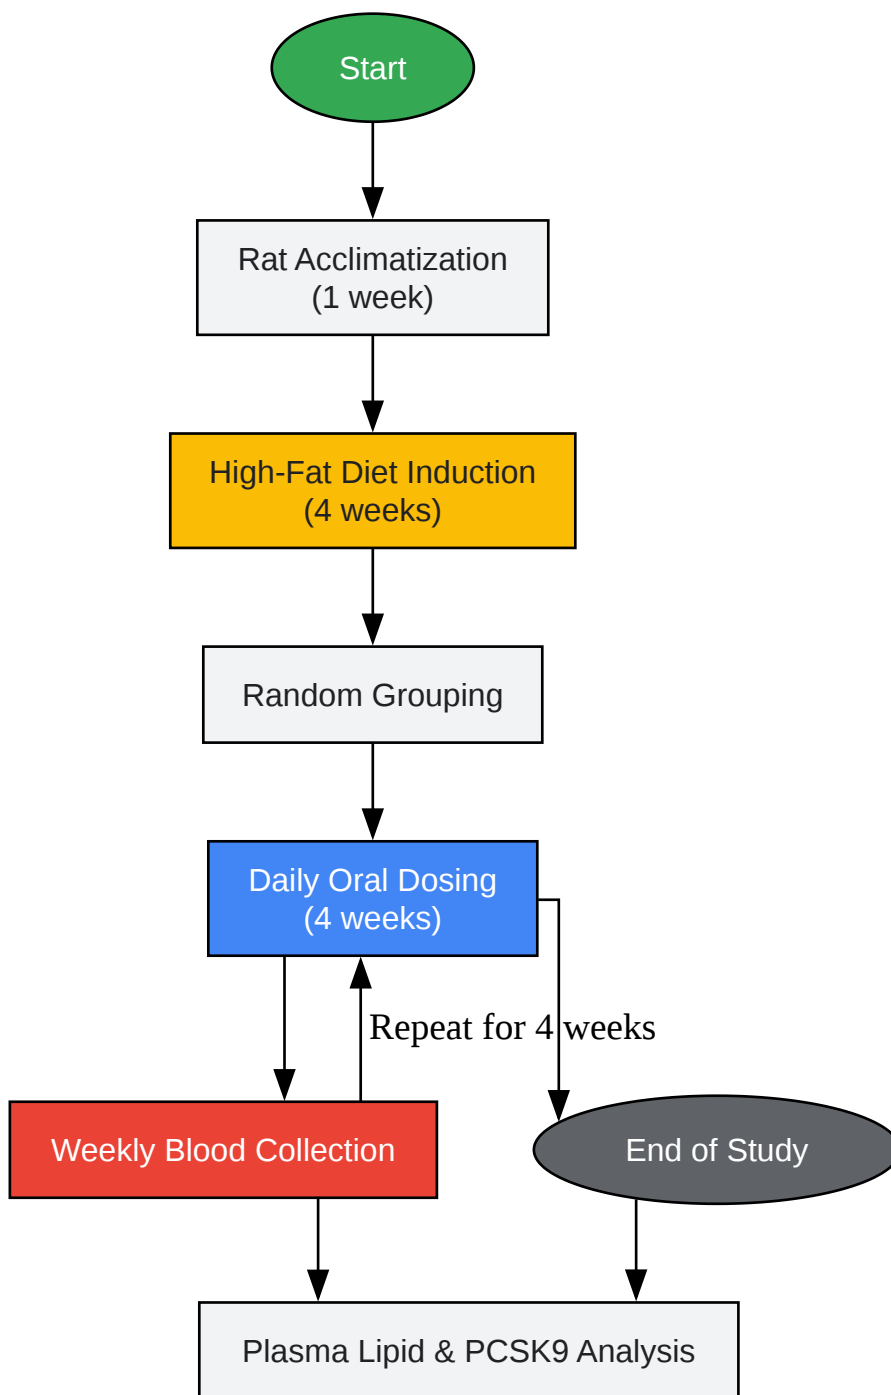 Start
Rat Acclimatization
(1 week)
High-Fat Diet Induction
(4 weeks)
Random Grouping
Daily Oral Dosing
(4 weeks)
Repeat for 4 weeks
Weekly Blood Collection
End of Study
Plasma Lipid & PCSK9 Analysis